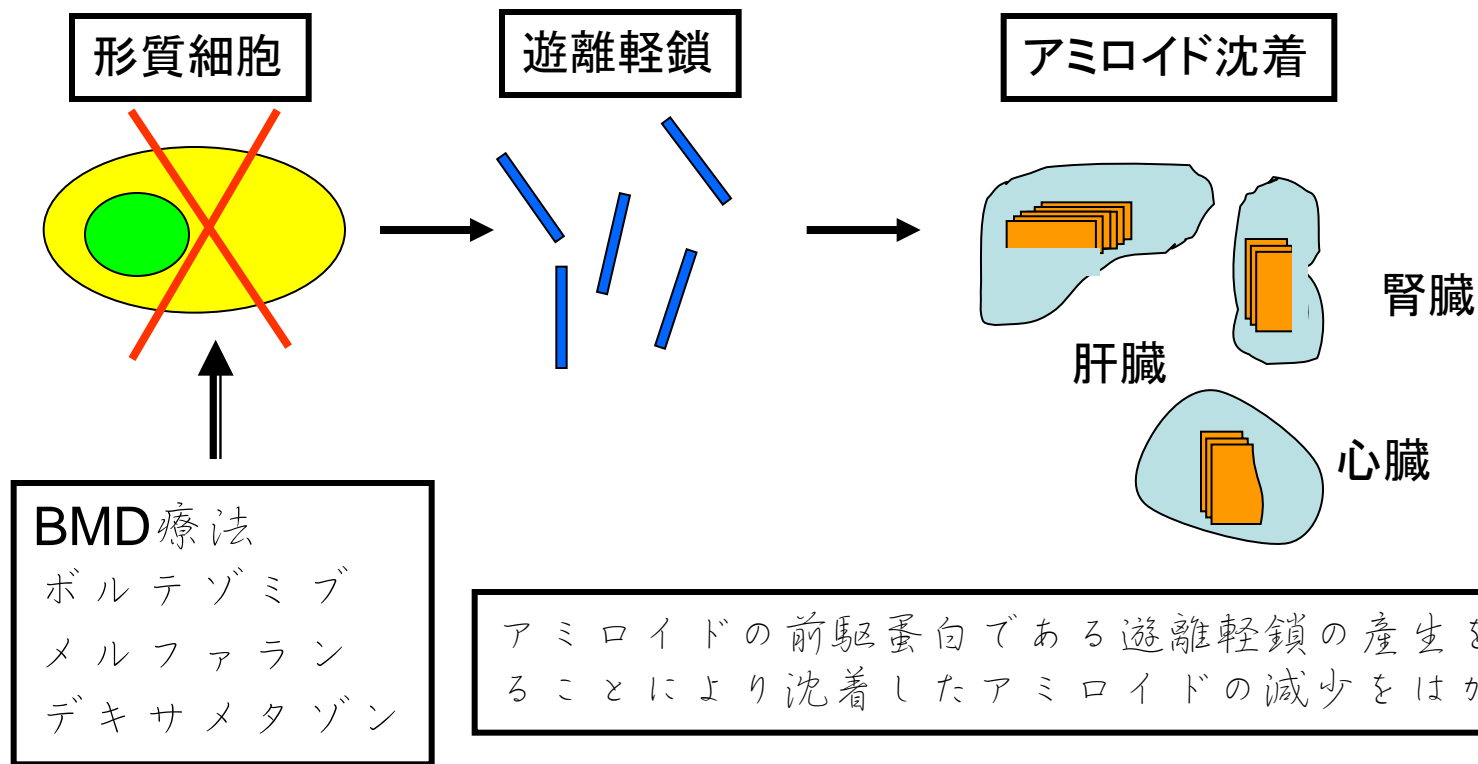 形質細胞
遊離軽鎖
アミロイド沈着
腎臓
肝臓
心臓
BMD療法
ボルテゾミブ
メルファラン
デキサメタゾン
アミロイドの前駆蛋白である遊離軽鎖の産生を
ることにより沈着したアミロイドの減少をはか